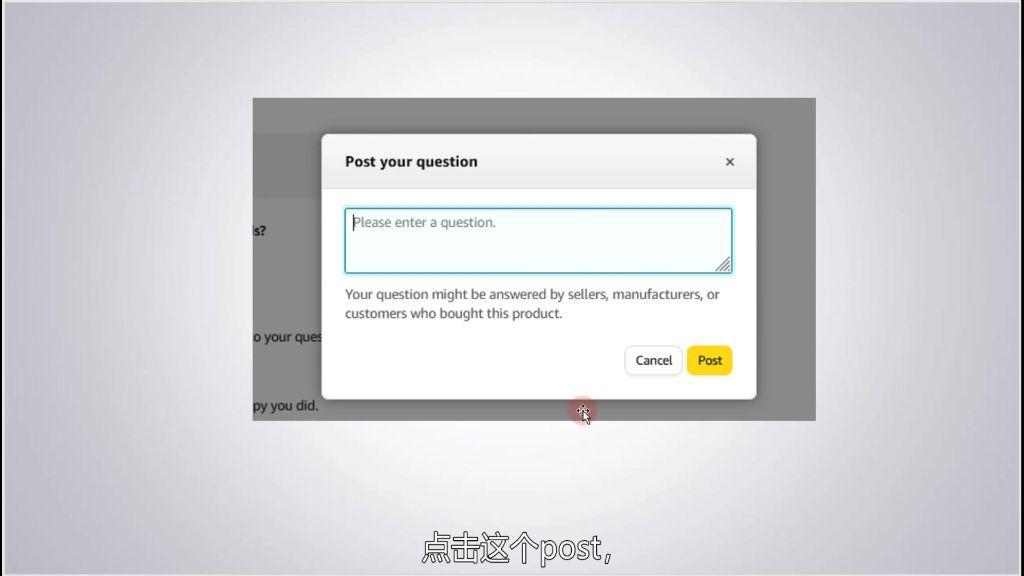 Post your question
×
Please enter a question.
s?
Your question might be answered by sellers, manufacturers, or
customers who bought this product.
o your ques
Cancel
Post
py you did.
点击这个post,